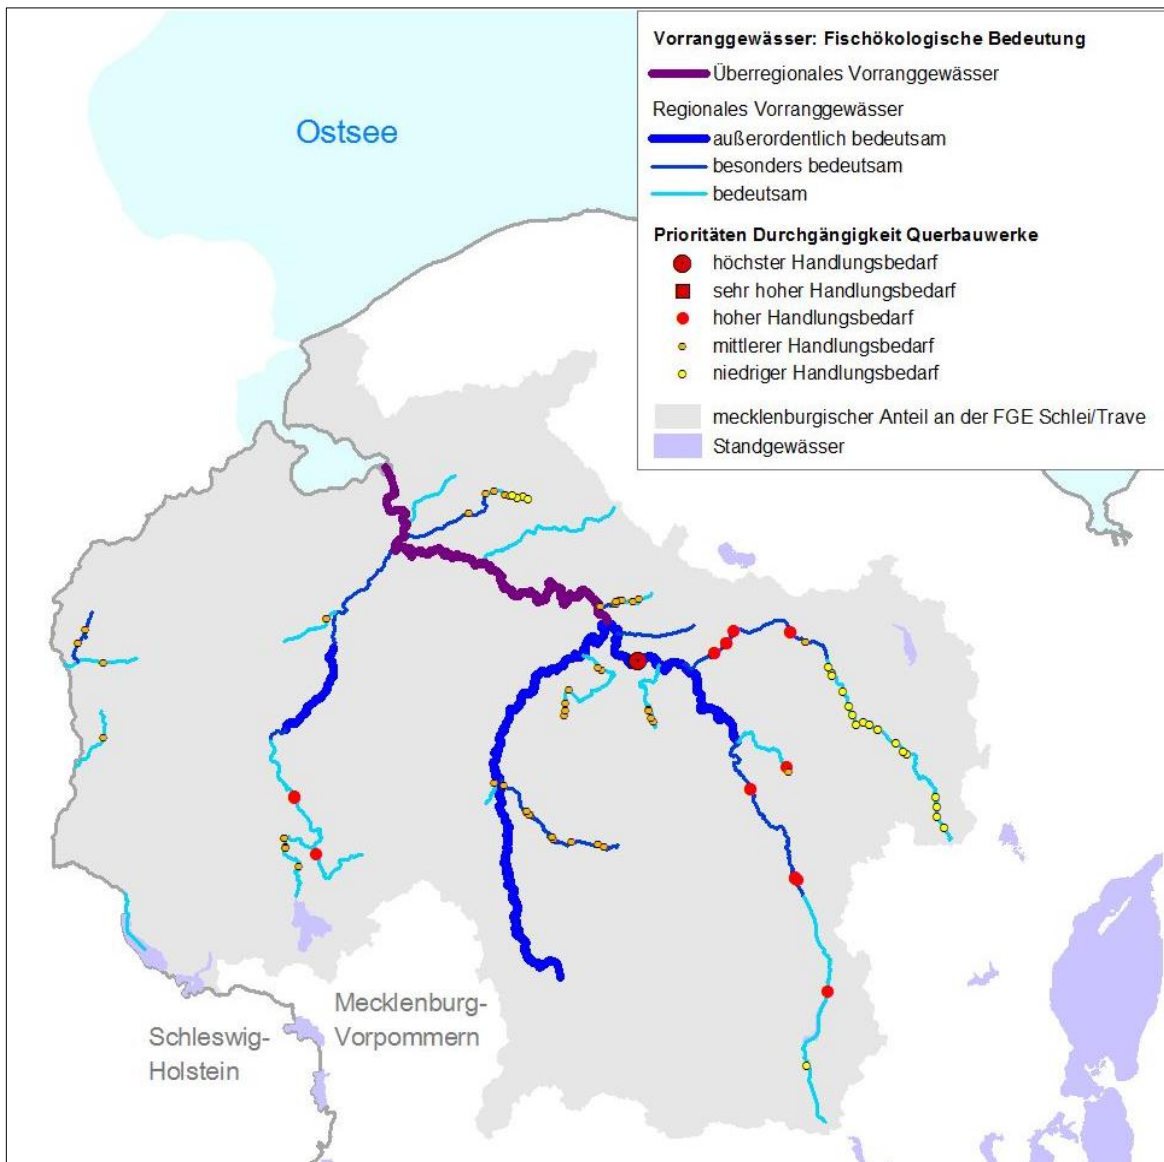 Vorranggewässer: Fischökologische Bedeutung
Überregionales Vorranggewässer
Regionales Vorranggewässer
außerordentlich bedeutsam
besonders bedeutsam
bedeutsam
Prioritäten Durchgängigkeit Querbauwerke
höchster Handlungsbedarf
sehr hoher Handlungsbedarf
hoher Handlungsbedarf
mittlerer Handlungsbedarf
niedriger Handlungsbedarf
mecklenburgischer Anteil an der FGE Schlei/Trave
Standgewässer
Ostsee
Mecklenburg-
Vorpommern
Schleswig-
Holstein